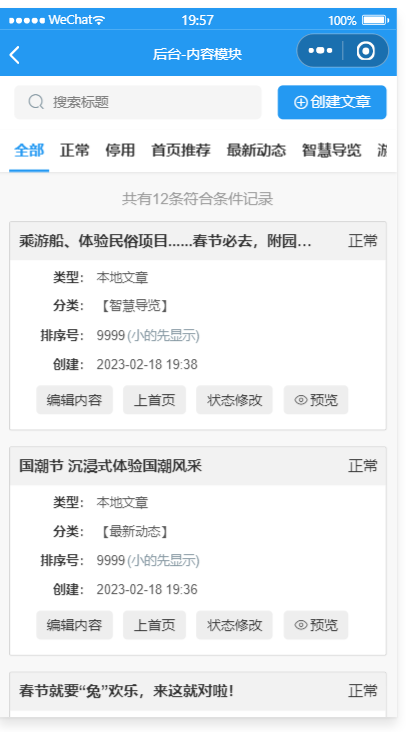 WeChat 19:57 100%
后台-内容模块
搜索标题 创建文章
全部 正常 停用 首页推荐 最新动态 智慧导览 游
共有12条符合条件记录
乘游船、体验民俗项目......春节必去，附园... 正常
类型： 本地文章
分类： 【智慧导览】
排序号： 9999 (小的先显示)
创建： 2023-02-18 19:38
编辑内容 上首页 状态修改 预览
国潮节 沉浸式体验国潮风采 正常
类型： 本地文章
分类： 【最新动态】
排序号： 9999 (小的先显示)
创建： 2023-02-18 19:36
编辑内容 上首页 状态修改 预览
春节就要“兔”欢乐，来这就对啦！ 正常